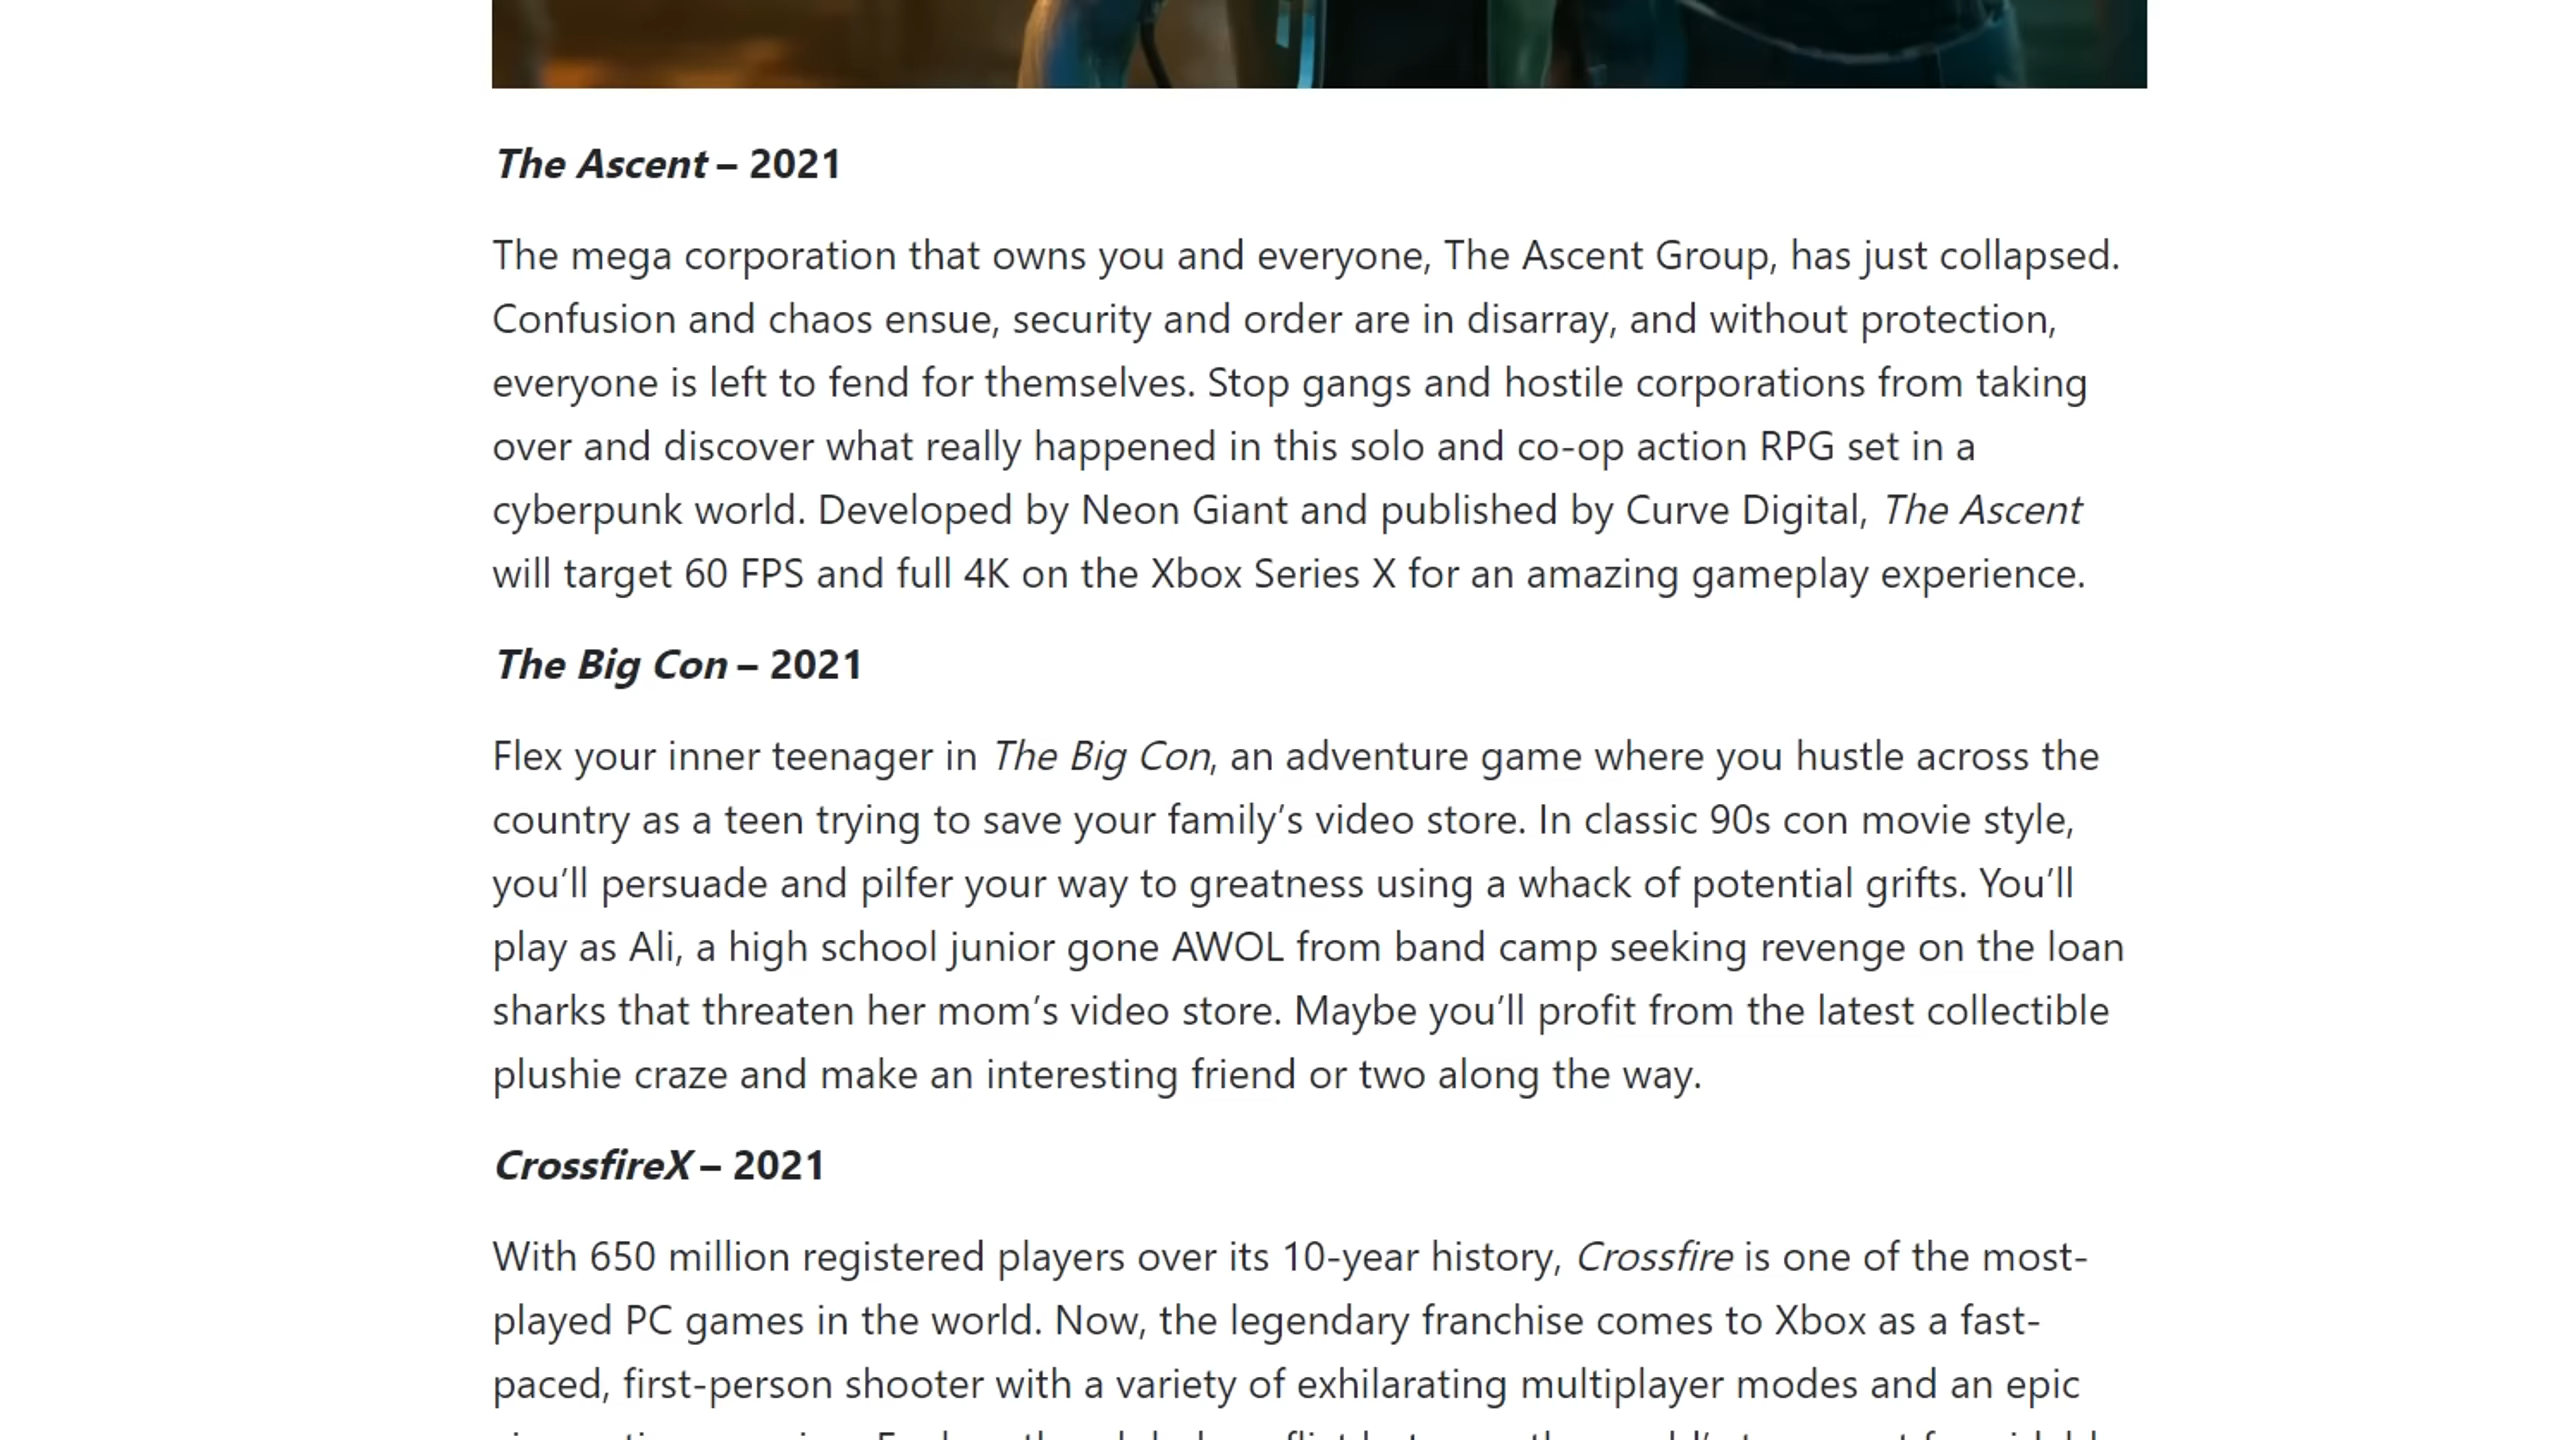 The Ascent – 2021
The mega corporation that owns you and everyone, The Ascent Group, has just collapsed.
Confusion and chaos ensue, security and order are in disarray, and without protection,
everyone is left to fend for themselves. Stop gangs and hostile corporations from taking
over and discover what really happened in this solo and co-op action RPG set in a
cyberpunk world. Developed by Neon Giant and published by Curve Digital, The Ascent
will target 60 FPS and full 4K on the Xbox Series X for an amazing gameplay experience.
The Big Con – 2021
Flex your inner teenager in The Big Con, an adventure game where you hustle across the
country as a teen trying to save your family’s video store. In classic 90s con movie style,
you’ll persuade and pilfer your way to greatness using a whack of potential grifts. You’ll
play as Ali, a high school junior gone AWOL from band camp seeking revenge on the loan
sharks that threaten her mom’s video store. Maybe you’ll profit from the latest collectible
plushie craze and make an interesting friend or two along the way.
CrossfireX – 2021
With 650 million registered players over its 10-year history, Crossfire is one of the most-
played PC games in the world. Now, the legendary franchise comes to Xbox as a fast-
paced, first-person shooter with a variety of exhilarating multiplayer modes and an epic